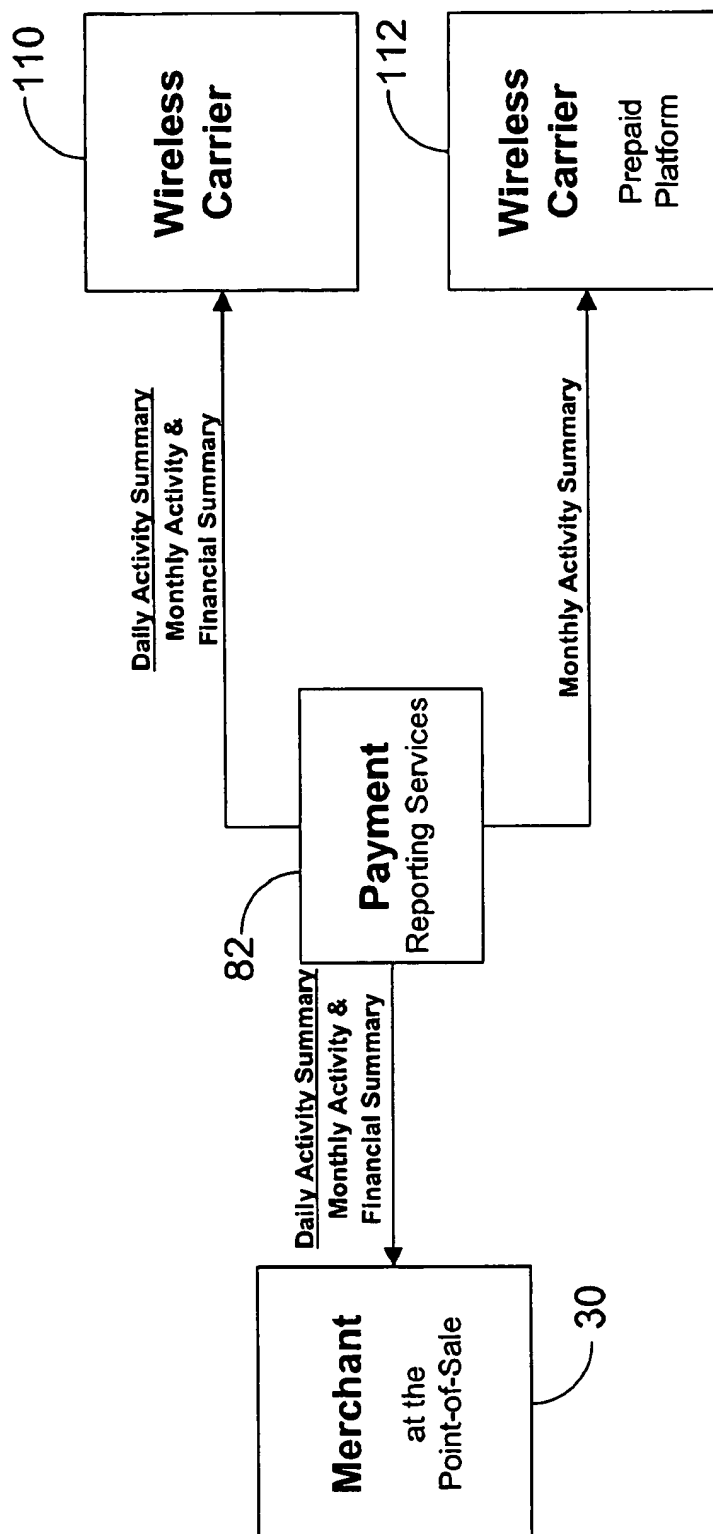 Merchant
at the
Point-of-Sale
30
Daily Activity Summary
Monthly Activity &
Financial Summary
82
Payment
Reporting Services
Daily Activity Summary
Monthly Activity &
Financial Summary
110
Wireless
Carrier
Monthly Activity Summary
112
Wireless
Carrier
Prepaid
Platform